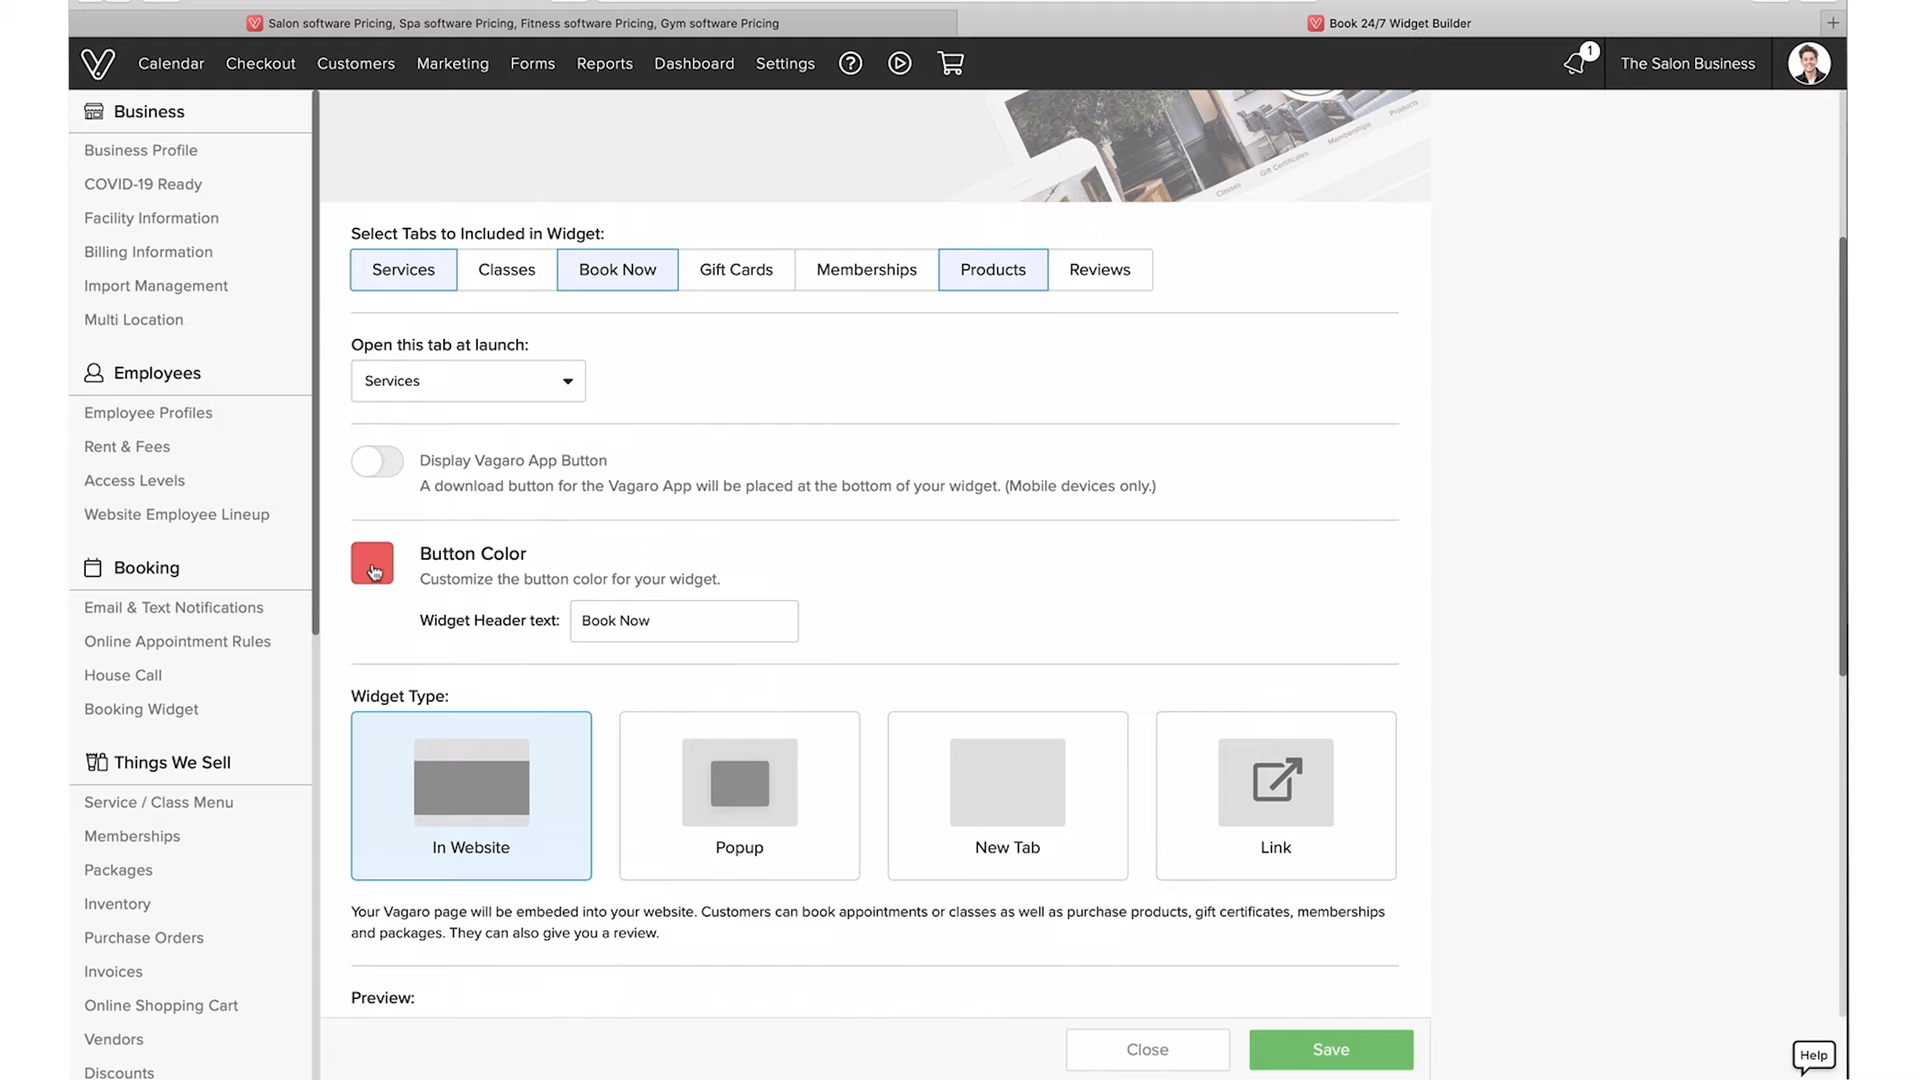 Salon software Pricing, Spa software Pricing, Fitness software Pricing, Gym software Pricing
Book 24/7 Widget Builder
Calendar Checkout Customers Marketing Forms Reports Dashboard Settings
1
The Salon Business
Business
Business Profile
COVID-19 Ready
Facility Information
Billing Information
Import Management
Multi Location
Employees
Employee Profiles
Rent & Fees
Access Levels
Website Employee Lineup
Booking
Email & Text Notifications
Online Appointment Rules
House Call
Booking Widget
Things We Sell
Service / Class Menu
Memberships
Packages
Inventory
Purchase Orders
Invoices
Online Shopping Cart
Vendors
Discounts
Classes Gift Certificates Memberships Products
Select Tabs to Included in Widget:
Services Classes Book Now Gift Cards Memberships Products Reviews
Open this tab at launch:
Services
Display Vagaro App Button
A download button for the Vagaro App will be placed at the bottom of your widget. (Mobile devices only.)
Button Color
Customize the button color for your widget.
Widget Header text: Book Now
Widget Type:
In Website Popup New Tab Link
Your Vagaro page will be embeded into your website. Customers can book appointments or classes as well as purchase products, gift certificates, memberships
and packages. They can also give you a review.
Preview:
Close Save
Help